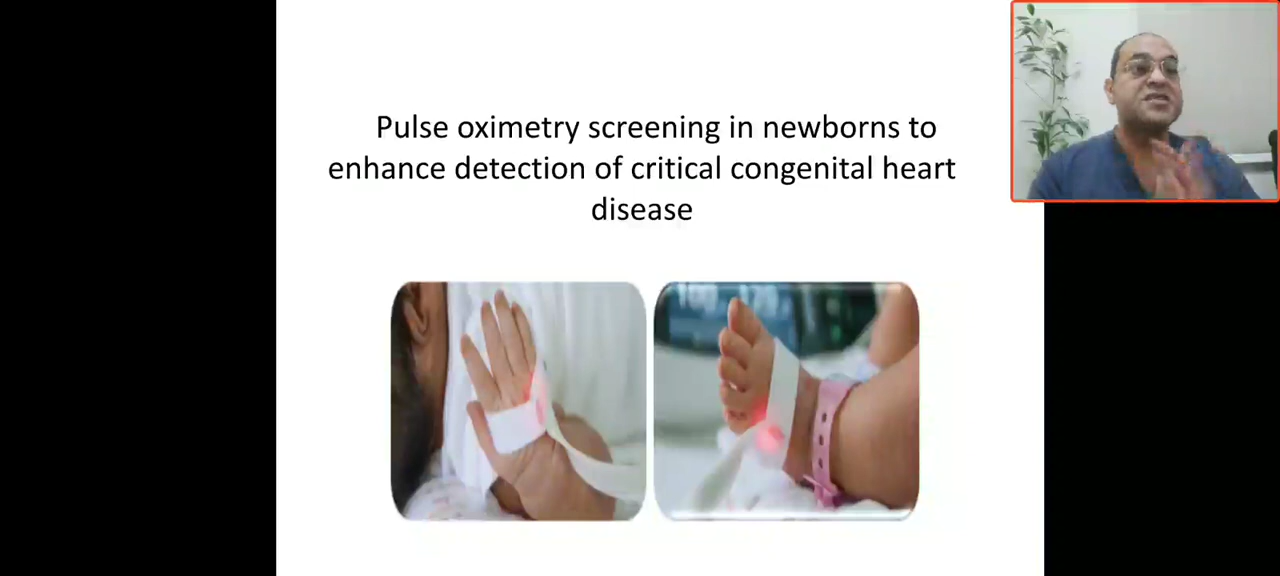 Pulse oximetry screening in newborns to
enhance detection of critical congenital heart
disease